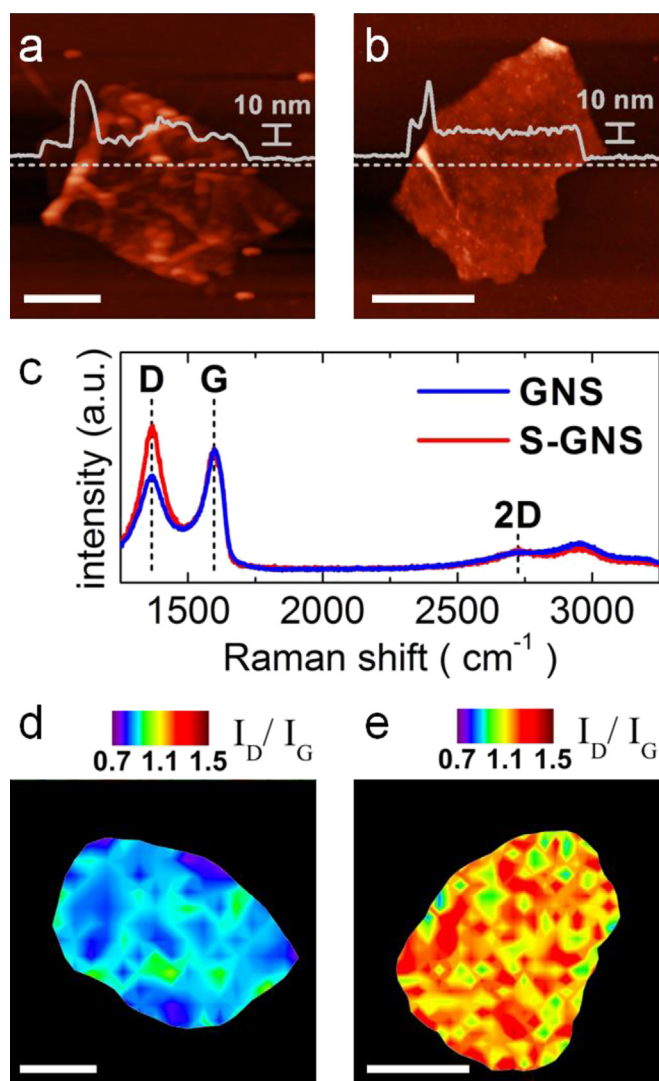 a
10 nm
b
10 nm
c
intensity (a.u.)
D
G
GNS
S-GNS
2D
1500 2000 2500 3000
Raman shift ( cm⁻¹ )
d
I_D/ I_G
0.7 1.1 1.5
e
I_D/ I_G
0.7 1.1 1.5